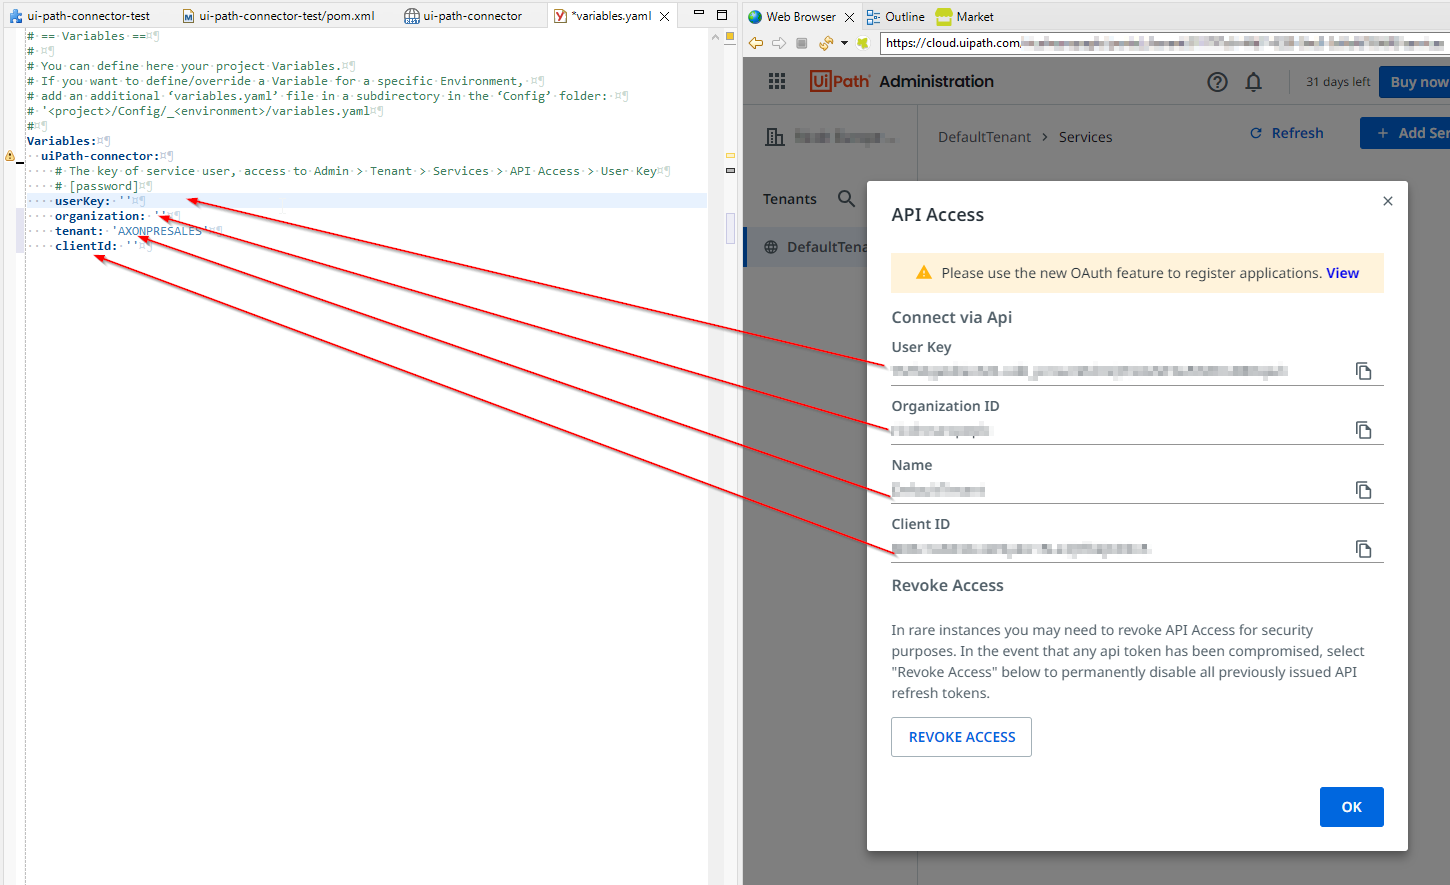 ui-path-connector-test
ui-path-connector-test/pom.xml
ui-path-connector
*variables.yaml
# == Variables ==
#
# You can define here your project Variables.
# If you want to define/override a Variable for a specific Environment,
# add an additional ‘variables.yaml’ file in a subdirectory in the ‘Config’ folder:
# '<project>/Config/_<environment>/variables.yaml
#
Variables:
uiPath-connector:
# The key of service user, access to Admin > Tenant > Services > API Access > User Key
# [password]
userKey: ''
organization: ''
tenant: 'AXONPRESALES'
clientId: ''
Web Browser
Outline
Market
https://cloud.uipath.com/
UiPath Administration
31 days left
Buy now
DefaultTenant > Services
Refresh
+ Add Ser
Tenants
DefaultTena
API Access
Please use the new OAuth feature to register applications. View
Connect via Api
User Key
Organization ID
Name
Client ID
Revoke Access
In rare instances you may need to revoke API Access for security
purposes. In the event that any api token has been compromised, select
"Revoke Access" below to permanently disable all previously issued API
refresh tokens.
REVOKE ACCESS
OK